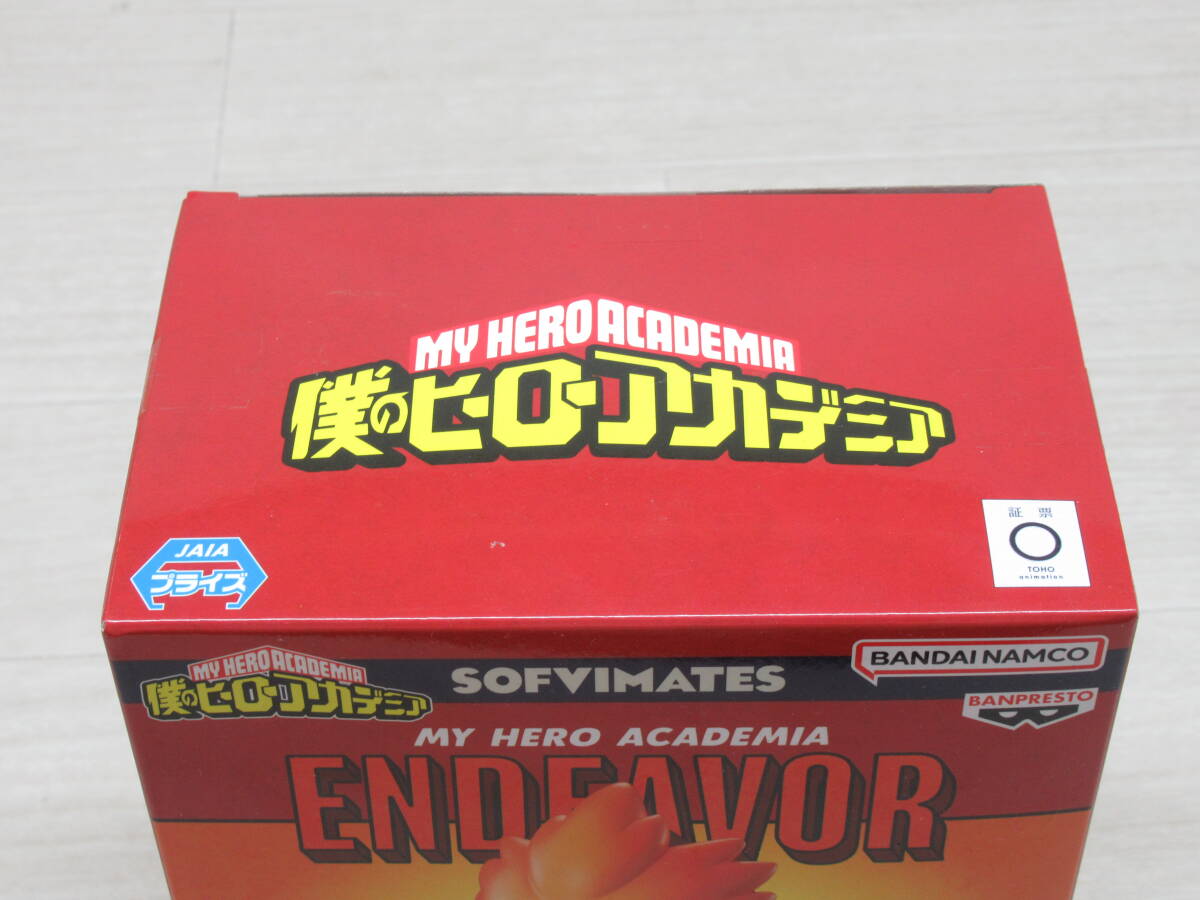 MY HERO ACADEMIA
僕のヒーローアカデミア
証票
TOHO
animation
JAIA
プライズ
MY HERO ACADEMIA
僕のヒーローアカデミア
SOFVIMATES
BANDAI NAMCO
BANPRESTO
MY HERO ACADEMIA
ENDEAVOR